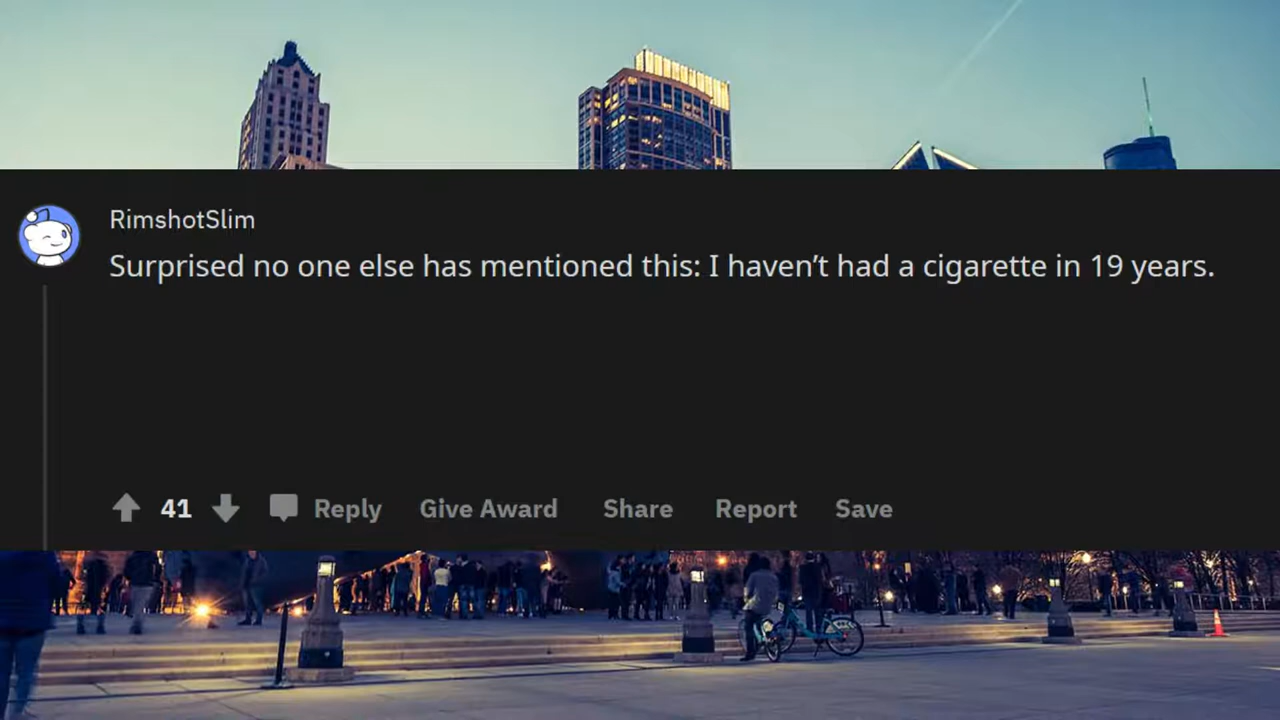 RimshotSlim
Surprised no one else has mentioned this: I haven’t had a cigarette in 19 years.
41 Reply Give Award Share Report Save